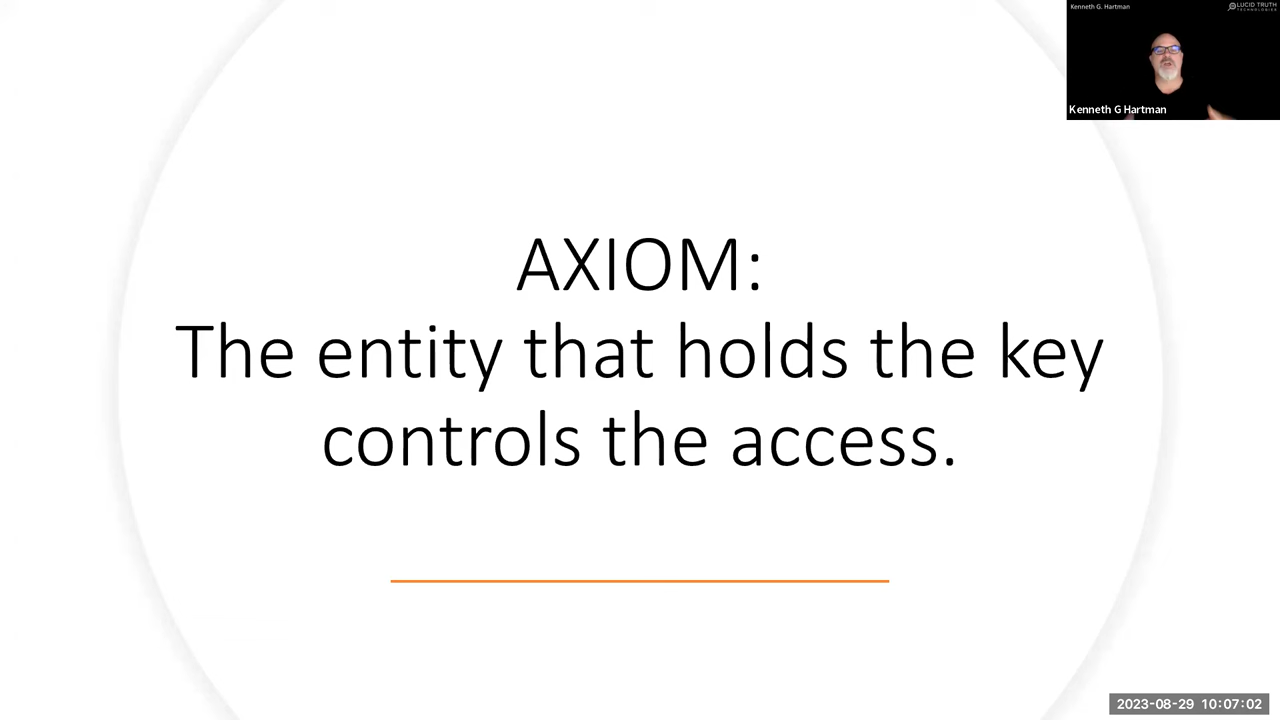 Kenneth G. Hartman
LUCID TRUTH
TECHNOLOGIES
Kenneth G Hartman
AXIOM:
The entity that holds the key
controls the access.
2023-08-29 10:07:02